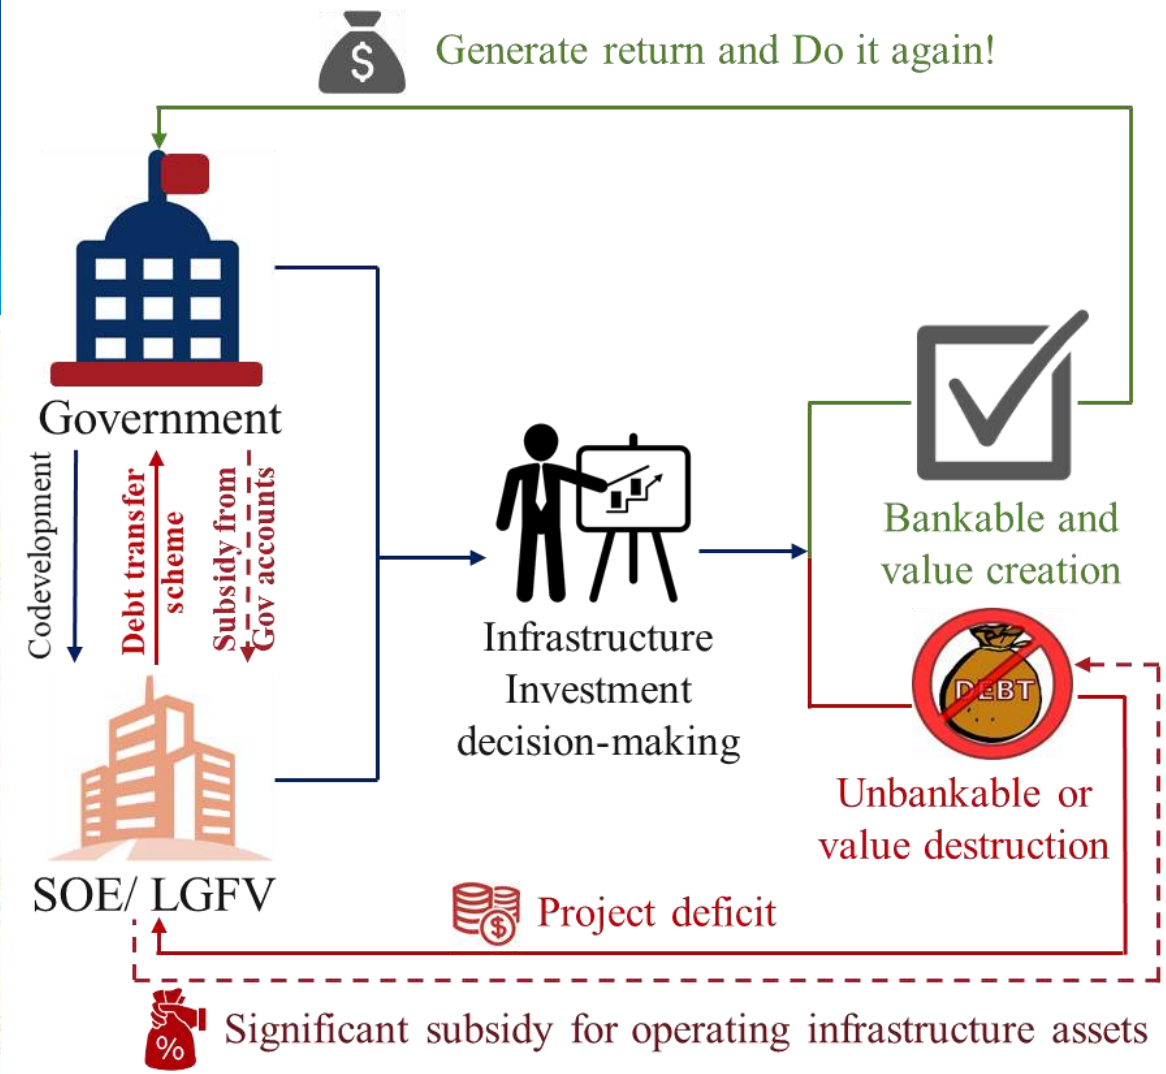 $
Generate return and Do it again!
Government
Codevelopment
Debt transfer
scheme
Subsidy from
Gov accounts
Infrastructure
Investment
decision-making
Bankable and
value creation
DEBT
Unbankable or
value destruction
SOE/ LGFV
$
Project deficit
%
Significant subsidy for operating infrastructure assets